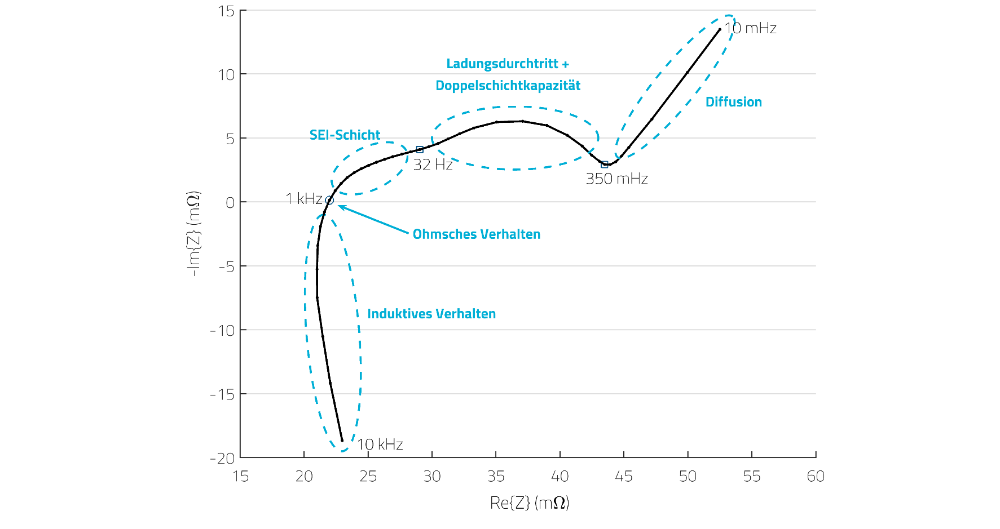 15
10 mHz
Ladungsdurchtritt +
10
Doppelschichtkapazität
Diffusion
SEI-Schicht
5
32 Hz
350 mHz
1 kHz
0
-Im{Z} (mΩ)
Ohmsches Verhalten
-5
Induktives Verhalten
-10
-15
10 kHz
-20
15 20 25 30 35 40 45 50 55 60
Re{Z} (mΩ)